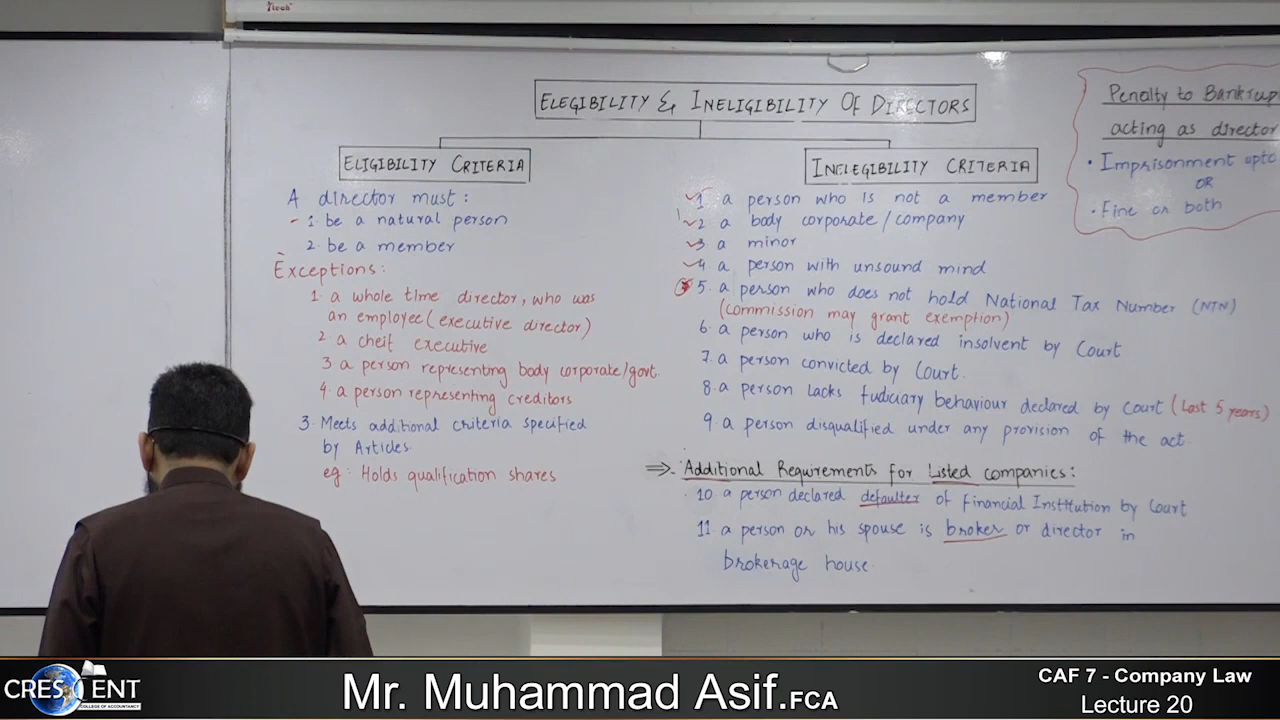 ELEGIBILITY & INELIGIBILITY OF DIRECTORS
ELIGIBILITY CRITERIA
A director must:
1. be a natural person
2. be a member
Exceptions:
1. a whole time director, who was
an employee (executive director)
2. a cheif executive
3 a person representing body corporate/govt.
4. a person representing creditors
3. Meets additional criteria specified
by Articles.
eg: Holds qualification shares
INELEGIBILITY CRITERIA
1 a person who is not a member
2 a body corporate/company
3 a minor
4 a person with unsound mind
5. a person who does not hold National Tax Number (NTN)
(Commission may grant exemption)
6. a person who is declared insolvent by Court
7. a person convicted by Court.
8. a person lacks fuduciary behaviour declared by Court (Last 5 years)
9. a person disqualified under any provision of the act.
⇒ Additional Requirements for Listed companies:
10 a person declared defaulter of Financial Institution by Court
11 a person or his spouse is broker or director in
brokerage house.
Penalty to Bankrup
acting as director
• Imprisonment upto
OR
• Fine or both
CRESCENT
COLLEGE OF ACCOUNTANCY
Mr. Muhammad Asif.FCA
CAF 7 - Company Law
Lecture 20